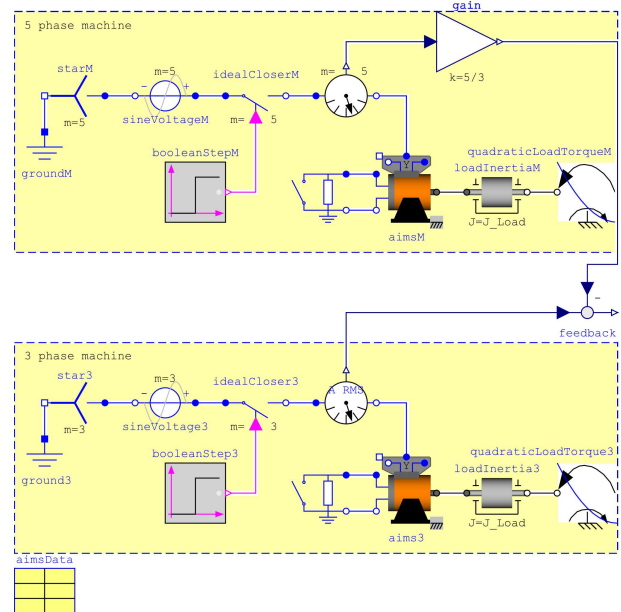 gain
5 phase machine
starM
m=5
idealCloserM
m= 5
k=5/3
m=5
sineVoltageM
m= 5
groundM
booleanStepM
quadraticLoadTorqueM
loadInertiaM
Y
aimsM
J=J_Load
-
feedback
3 phase machine
star3
m=3
idealCloser3
A RMS
m=3
sineVoltage3
m= 3
ground3
booleanStep3
quadraticLoadTorque3
loadInertia3
Y
aims3
J=J_Load
aimsData